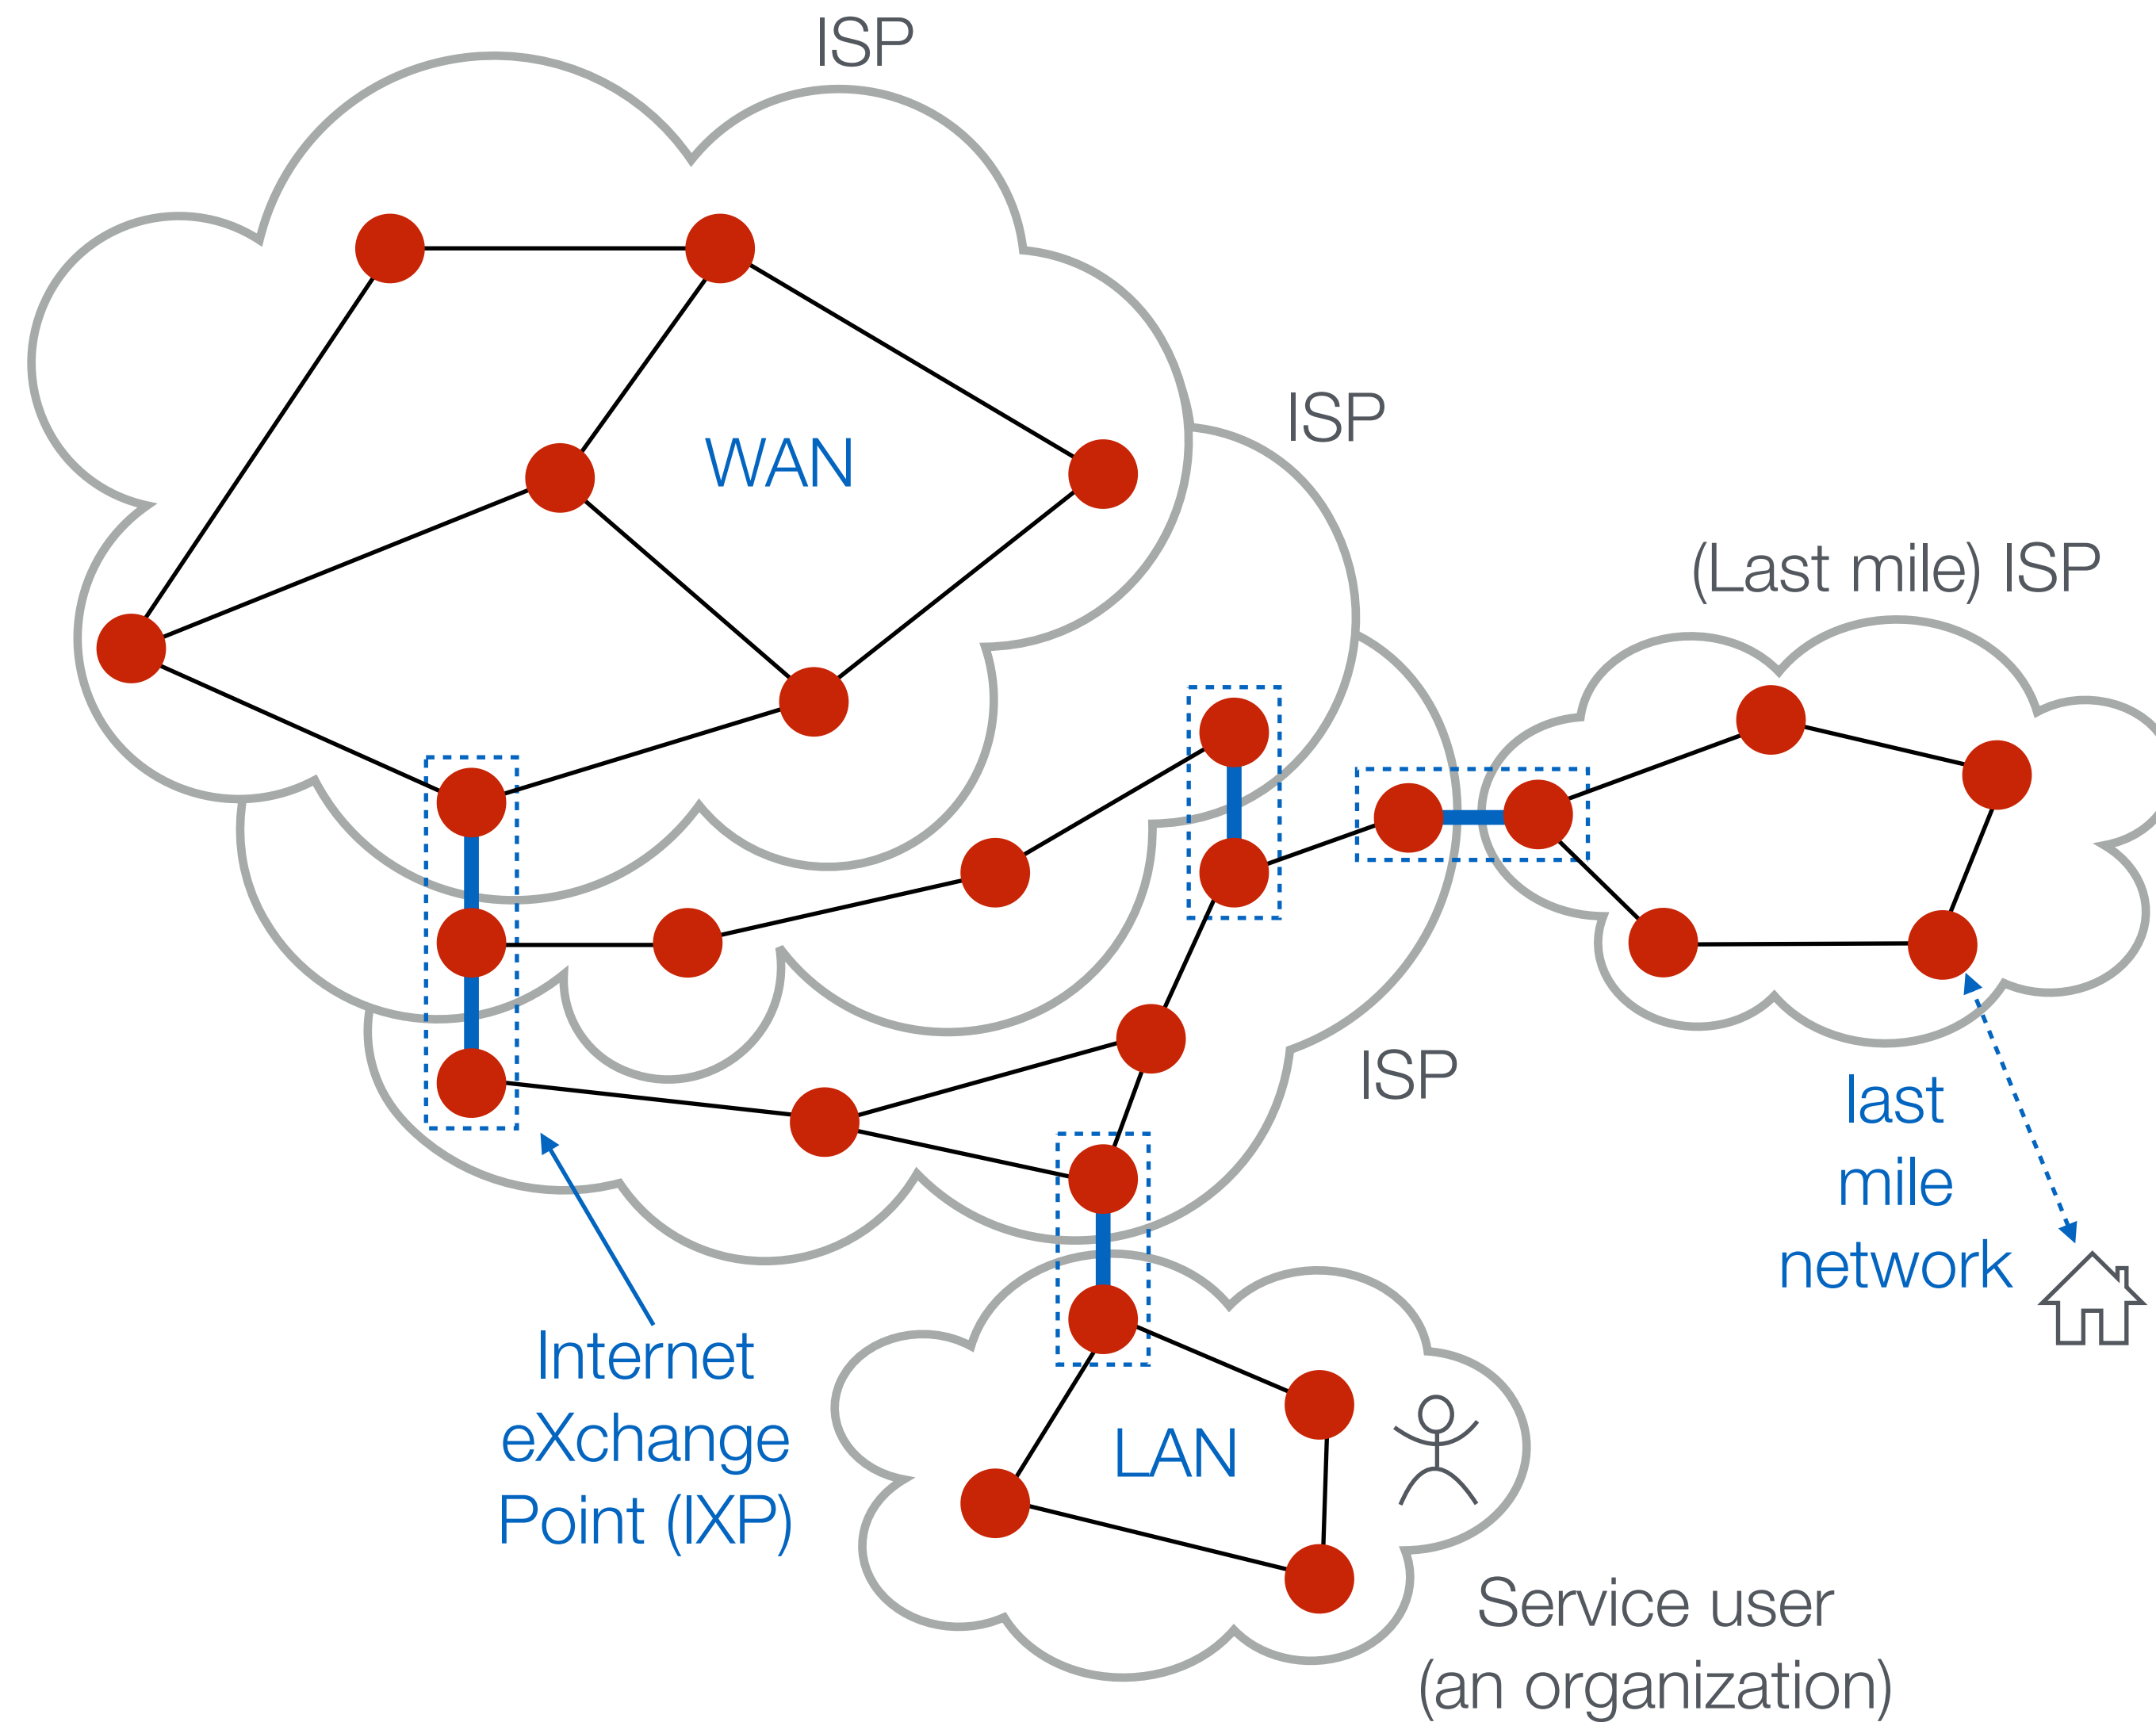 ISP
ISP
WAN
(Last mile) ISP
ISP
last
mile
network
Internet
eXchange
Point (IXP)
LAN
Service user
(an organization)